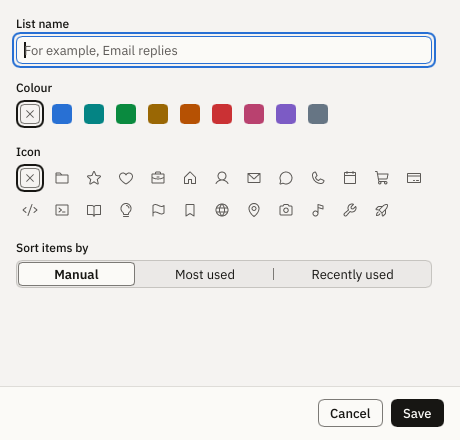 List name
For example, Email replies
Colour
Icon
Sort items by
Manual
Most used
Recently used
Cancel
Save